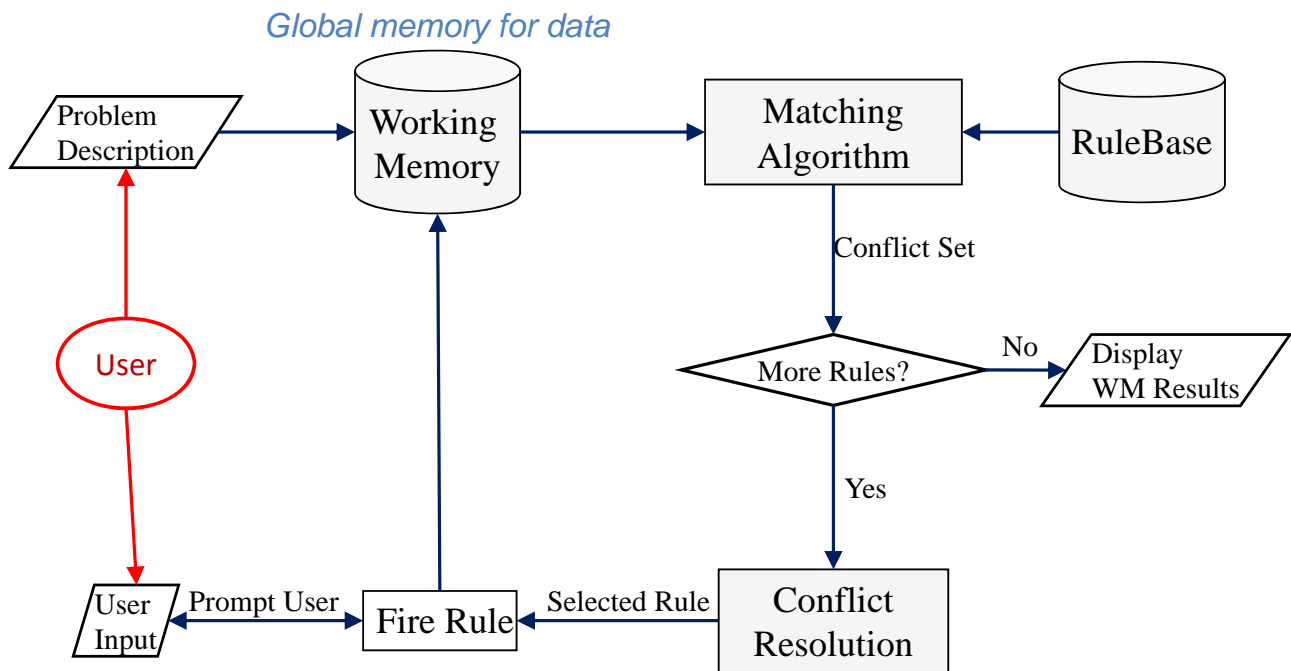 Global memory for data
Problem
Description
Working
Memory
Matching
Algorithm
RuleBase
Conflict Set
User
More Rules?
No
Display
WM Results
Yes
User
Input
Prompt User
Fire Rule
Selected Rule
Conflict
Resolution